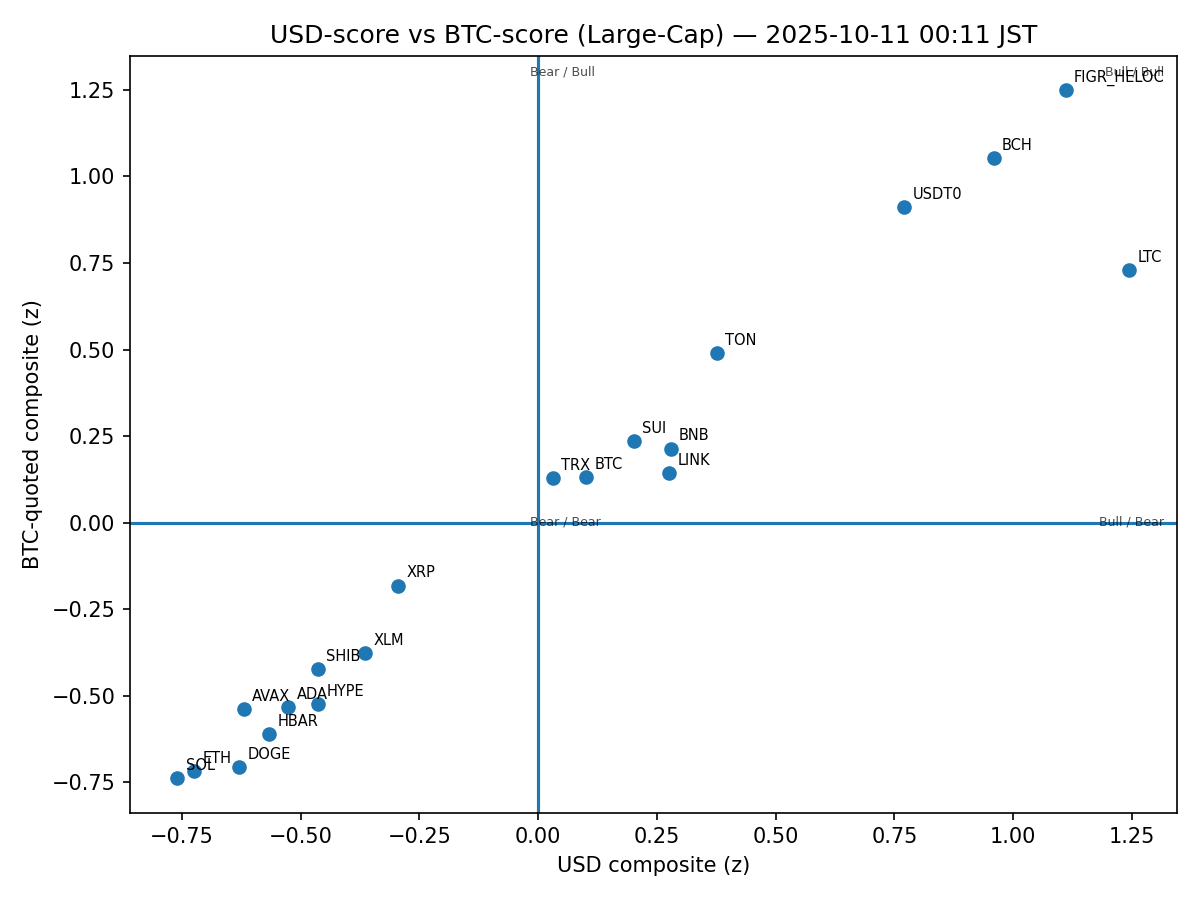 USD-score vs BTC-score (Large-Cap) — 2025-10-11 00:11 JST
Bear / Bull
Bull / Bull
FIGR_HELOC
BCH
USDT0
LTC
TON
SUI
BNB
LINK
TRX
BTC
Bear / Bear
Bull / Bear
XRP
XLM
SHIB
HYPE
ADA
AVAX
HBAR
DOGE
ETH
SOL
1.25
1.00
0.75
0.50
0.25
0.00
−0.25
−0.50
−0.75
BTC-quoted composite (z)
−0.75
−0.50
−0.25
0.00
0.25
0.50
0.75
1.00
1.25
USD composite (z)